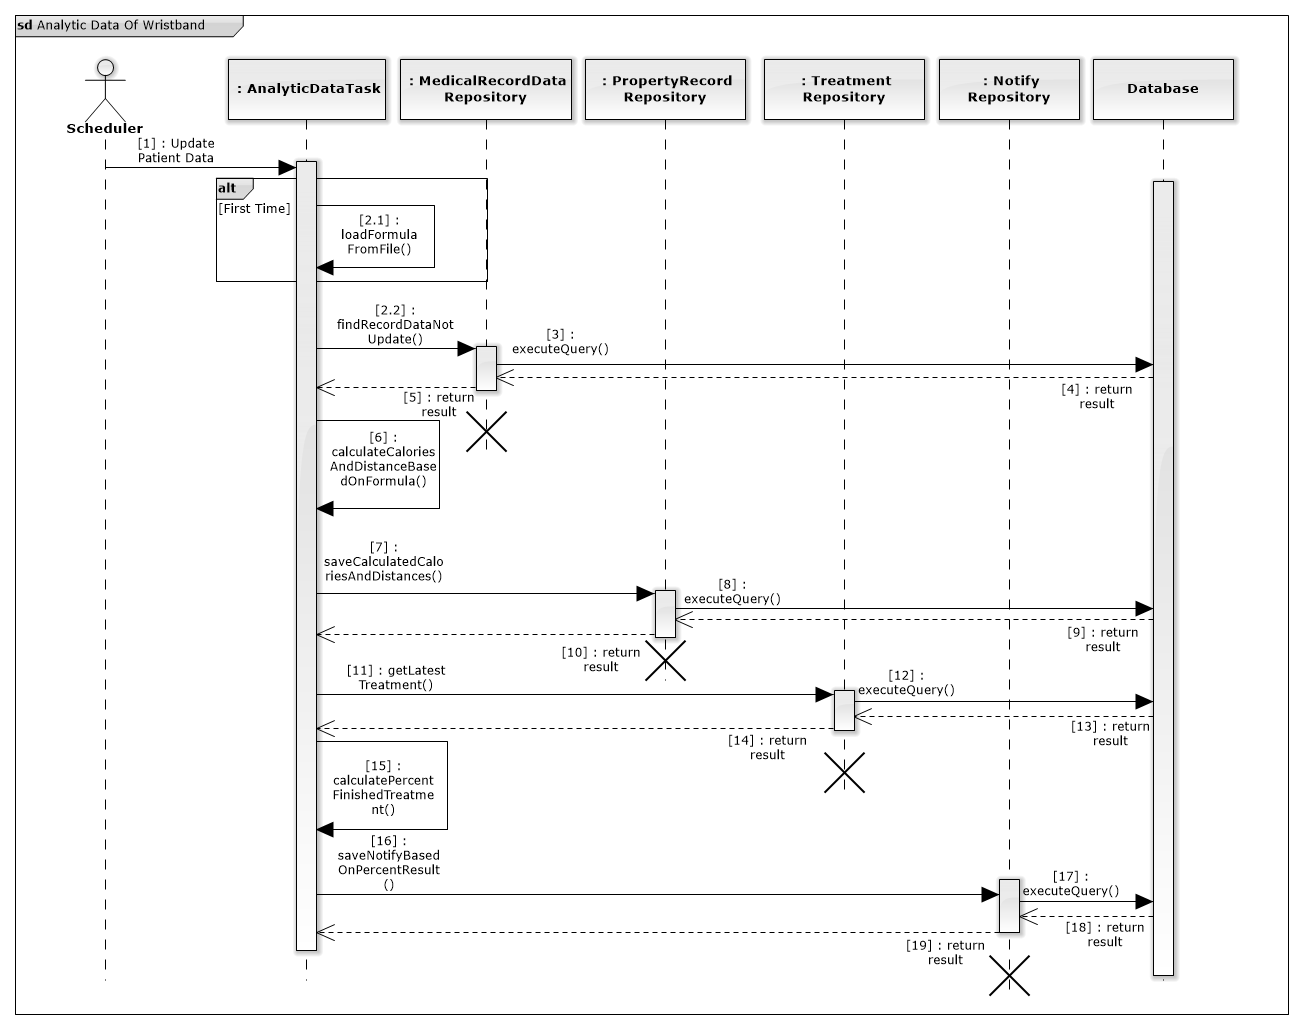 sd Analytic Data Of Wristband
: AnalyticDataTask
: MedicalRecordData
Repository
: PropertyRecord
Repository
: Treatment
Repository
: Notify
Repository
Database
Scheduler
[1] : Update
Patient Data
alt
[First Time]
[2.1] :
loadFormula
FromFile()
[2.2] :
findRecordDataNot
Update()
[3] :
executeQuery()
[4] : return
result
[5] : return
result
[6] :
calculateCalories
AndDistanceBase
dOnFormula()
[7] :
saveCalculatedCalo
riesAndDistances()
[8] :
executeQuery()
[9] : return
result
[10] : return
result
[11] : getLatest
Treatment()
[12] :
executeQuery()
[13] : return
result
[14] : return
result
[15] :
calculatePercent
FinishedTreatme
nt()
[16] :
saveNotifyBased
OnPercentResult
()
[17] :
executeQuery()
[18] : return
result
[19] : return
result